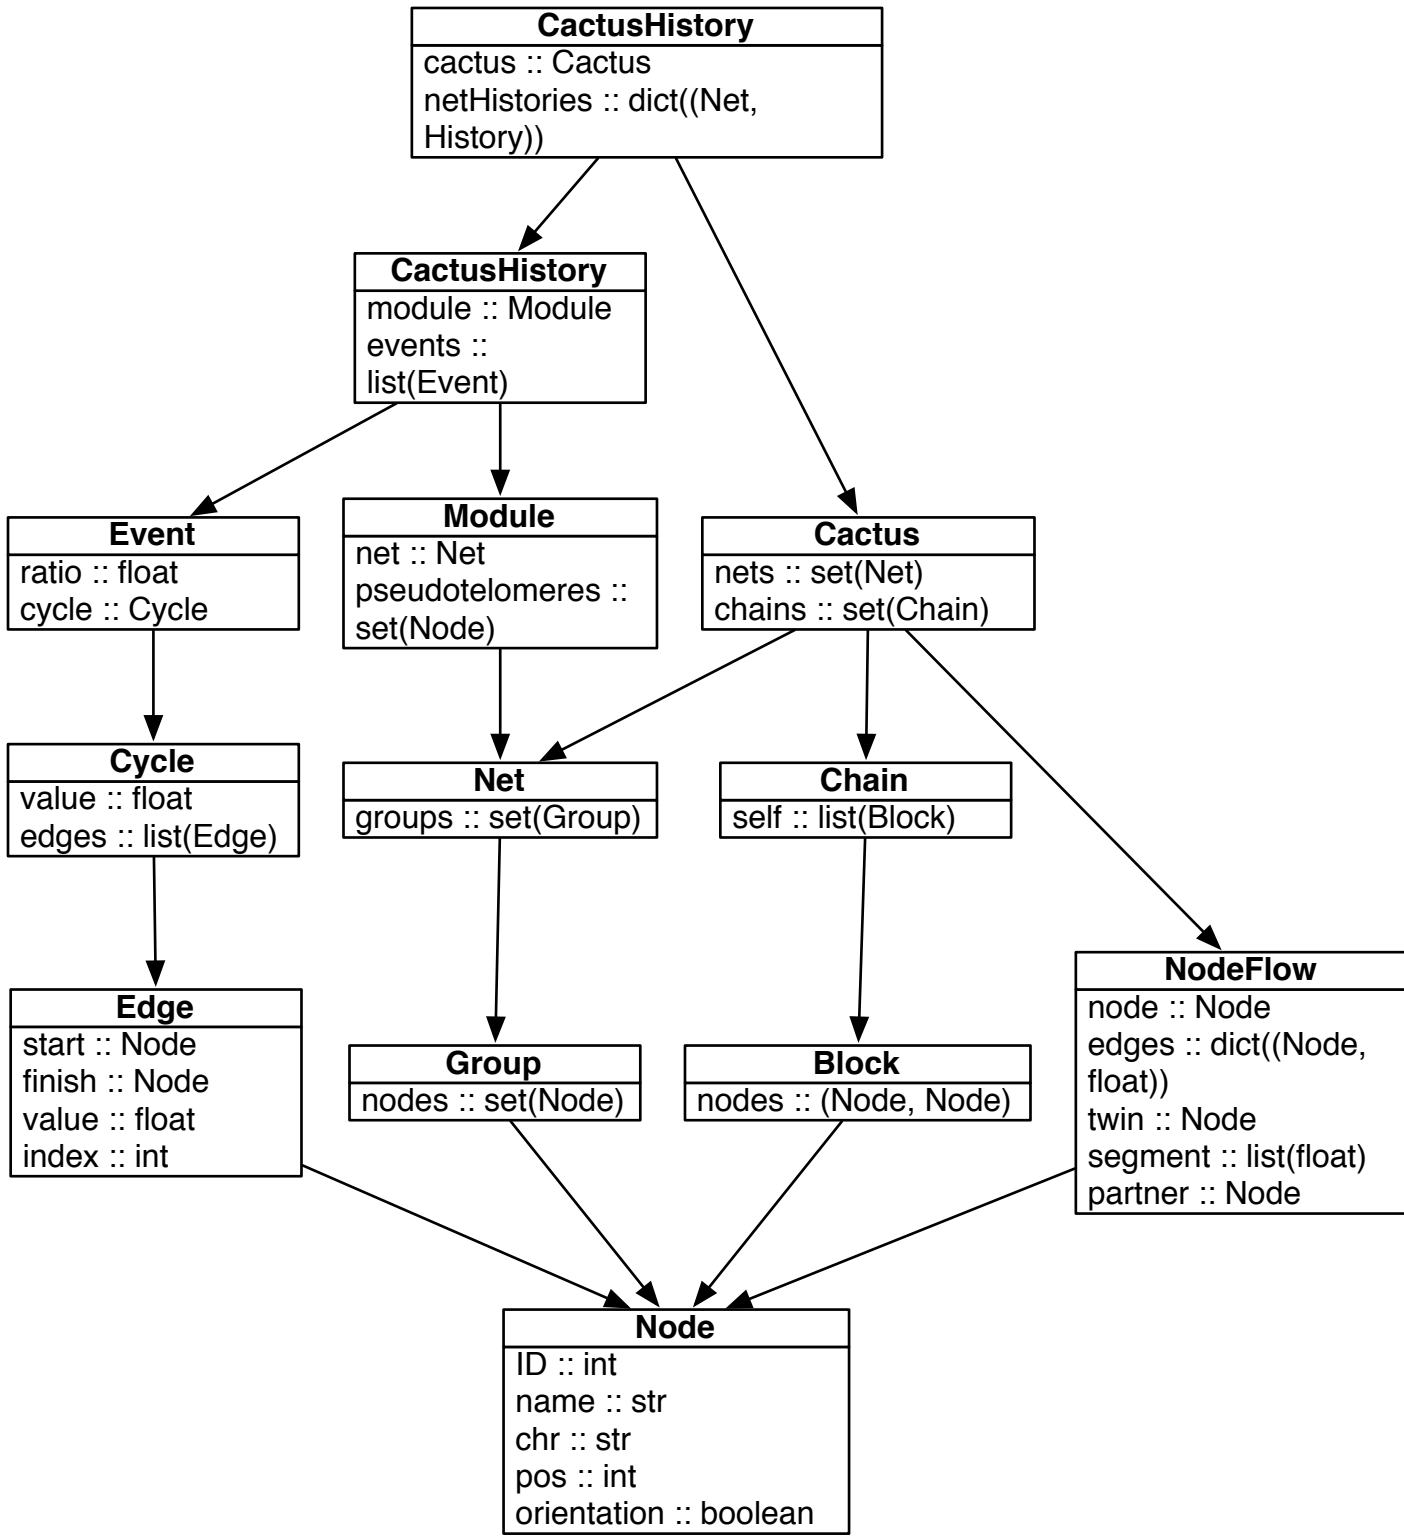 CactusHistory
cactus :: Cactus
netHistories :: dict((Net,
History))
CactusHistory
module :: Module
events ::
list(Event)
Event
ratio :: float
cycle :: Cycle
Module
net :: Net
pseudotelomeres ::
set(Node)
Cactus
nets :: set(Net)
chains :: set(Chain)
Cycle
value :: float
edges :: list(Edge)
Net
groups :: set(Group)
Chain
self :: list(Block)
Edge
start :: Node
finish :: Node
value :: float
index :: int
Group
nodes :: set(Node)
Block
nodes :: (Node, Node)
NodeFlow
node :: Node
edges :: dict((Node,
float))
twin :: Node
segment :: list(float)
partner :: Node
Node
ID :: int
name :: str
chr :: str
pos :: int
orientation :: boolean